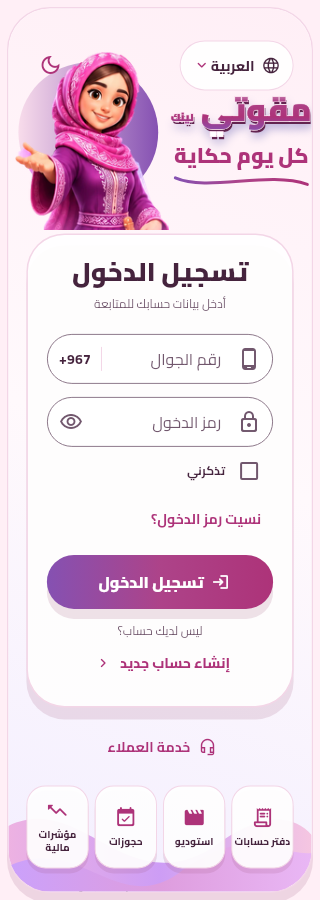 العربية
مقوتي بينك
كل يوم حكاية
تسجيل الدخول
أدخل بيانات حسابك للمتابعة
رقم الجوال
+967
رمز الدخول
تذكرني
نسيت رمز الدخول؟
تسجيل الدخول
ليس لديك حساب؟
إنشاء حساب جديد
خدمة العملاء
دفتر حسابات
استوديو
حجوزات
مؤشرات
مالية